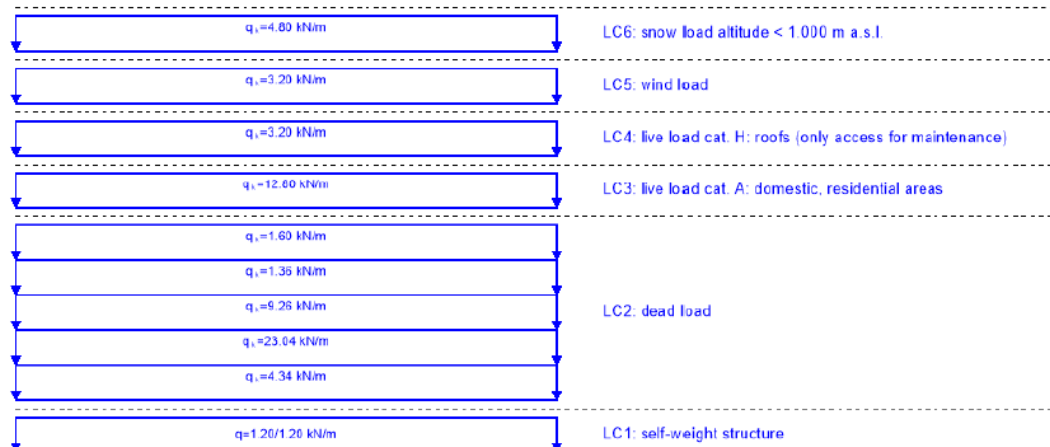 qₖ=4.80 kN/m
LC6: snow load altitude < 1.000 m a.s.l.
qₖ=3.20 kN/m
LC5: wind load
qₖ=3.20 kN/m
LC4: live load cat. H: roofs (only access for maintenance)
qₖ=12.80 kN/m
LC3: live load cat. A: domestic, residential areas
qₖ=1.60 kN/m
qₖ=1.36 kN/m
qₖ=9.26 kN/m
LC2: dead load
qₖ=23.04 kN/m
qₖ=4.34 kN/m
q=1.20/1.20 kN/m
LC1: self-weight structure